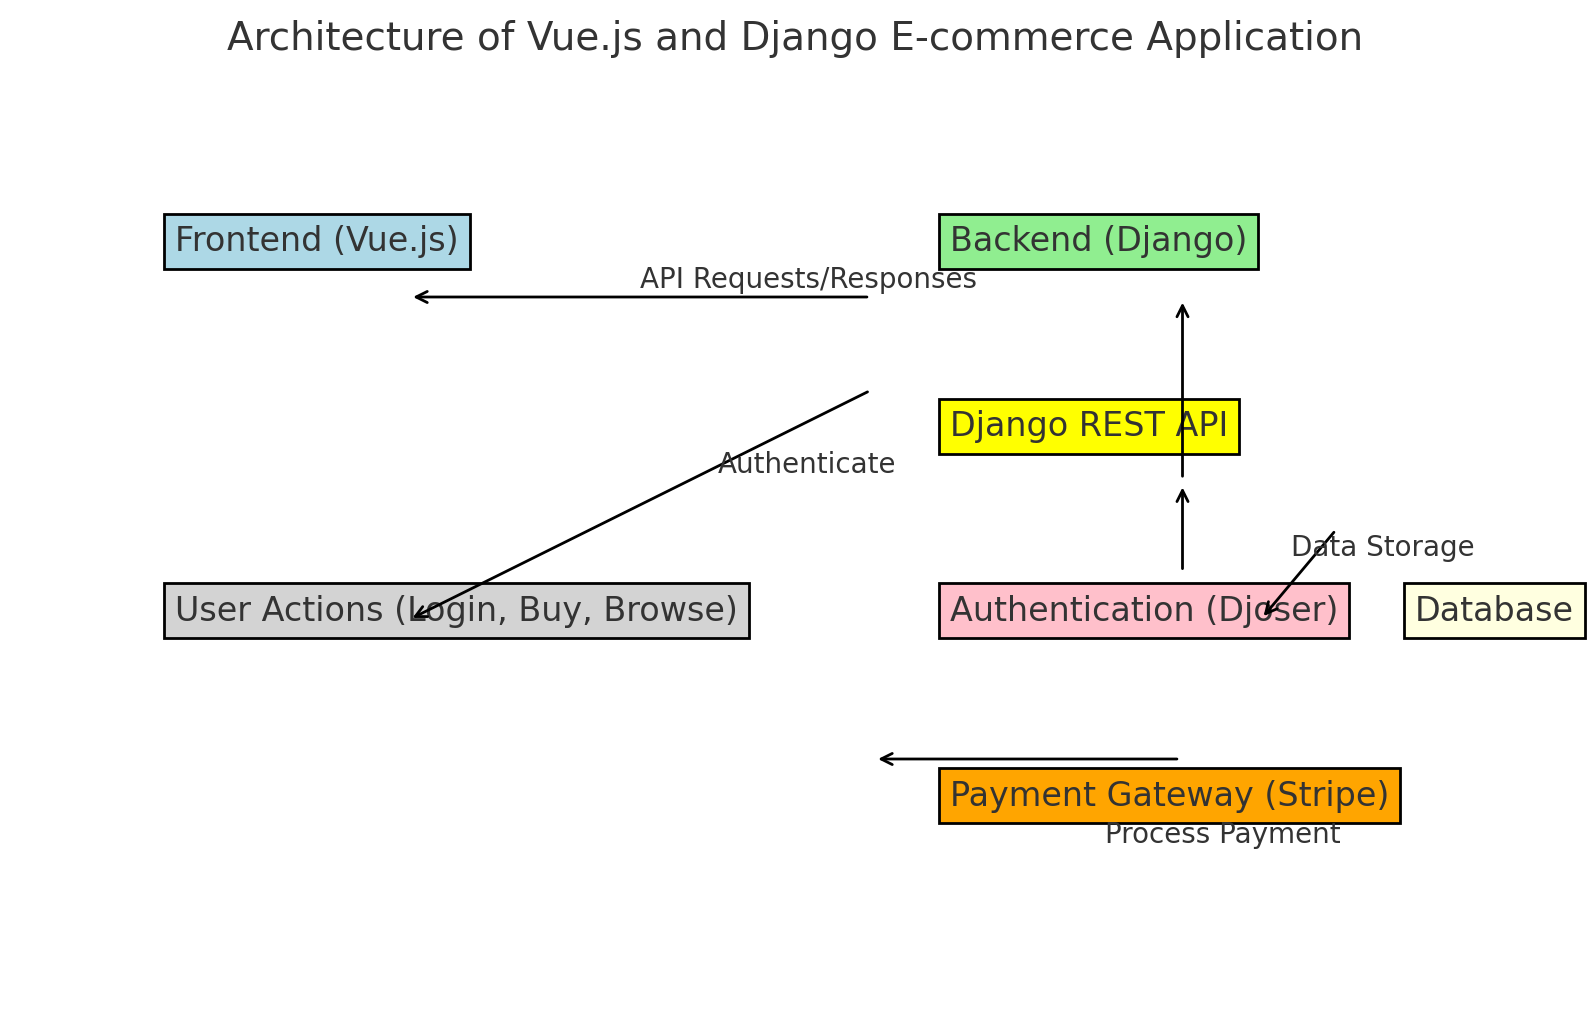 Architecture of Vue.js and Django E-commerce Application
Frontend (Vue.js)
Backend (Django)
API Requests/Responses
Django REST API
Authenticate
Data Storage
User Actions (Login, Buy, Browse)
Authentication (Djoser)
Database
Payment Gateway (Stripe)
Process Payment